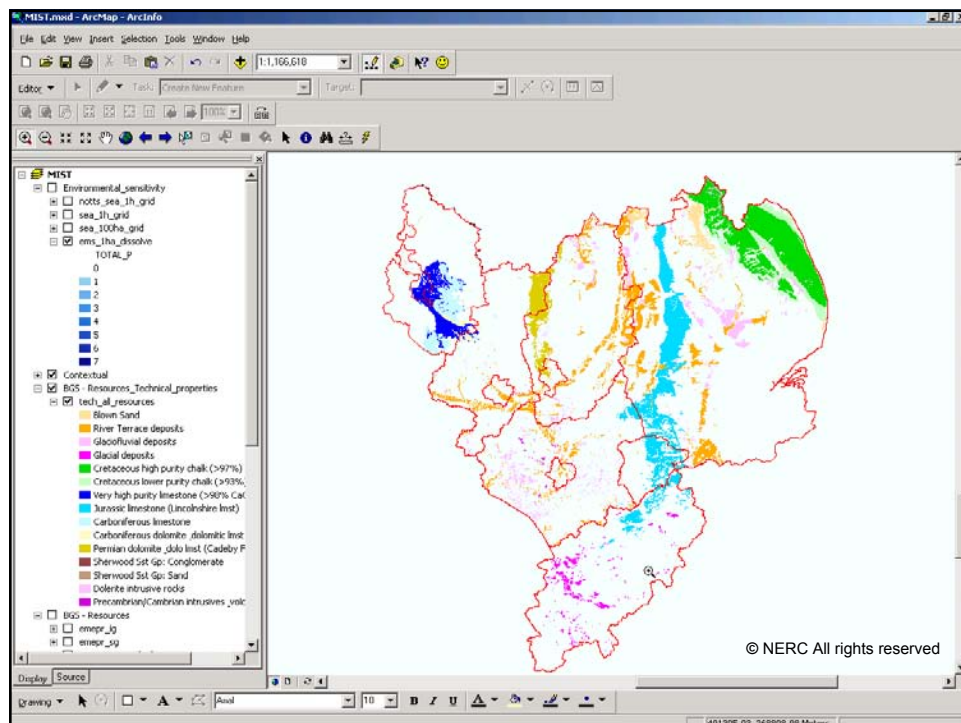 MIST.mxd - ArcMap - ArcInfo
File Edit View Insert Selection Tools Window Help
1:1,166,618
Editor Task: Create New Feature Target:
100%
MIST
Environmental_sensitivity
notts_sea_1h_grid
sea_1h_grid
sea_100ha_grid
ems_1ha_dissolve
TOTAL_P
0
1
2
3
4
5
6
7
Contextual
BGS - Resources_Technical_properties
tech_all_resources
Blown Sand
River Terrace deposits
Glaciofluvial deposits
Glacial deposits
Cretaceous high purity chalk (>97%)
Cretaceous lower purity chalk (>93%,
Very high purity limestone (>98% CaC
Jurassic limestone (Lincolnshire lmst)
Carboniferous limestone
Carboniferous dolomite ,dolomitic lmst
Permian dolomite ,dolo lmst (Cadeby F
Sherwood Sst Gp: Conglomerate
Sherwood Sst Gp: Sand
Dolerite intrusive rocks
Precambrian/Cambrian intrusives ,volc
BGS - Resources
emepr_ig
emepr_sg
© NERC All rights reserved
Display Source
Drawing A Arial 10 B I U A